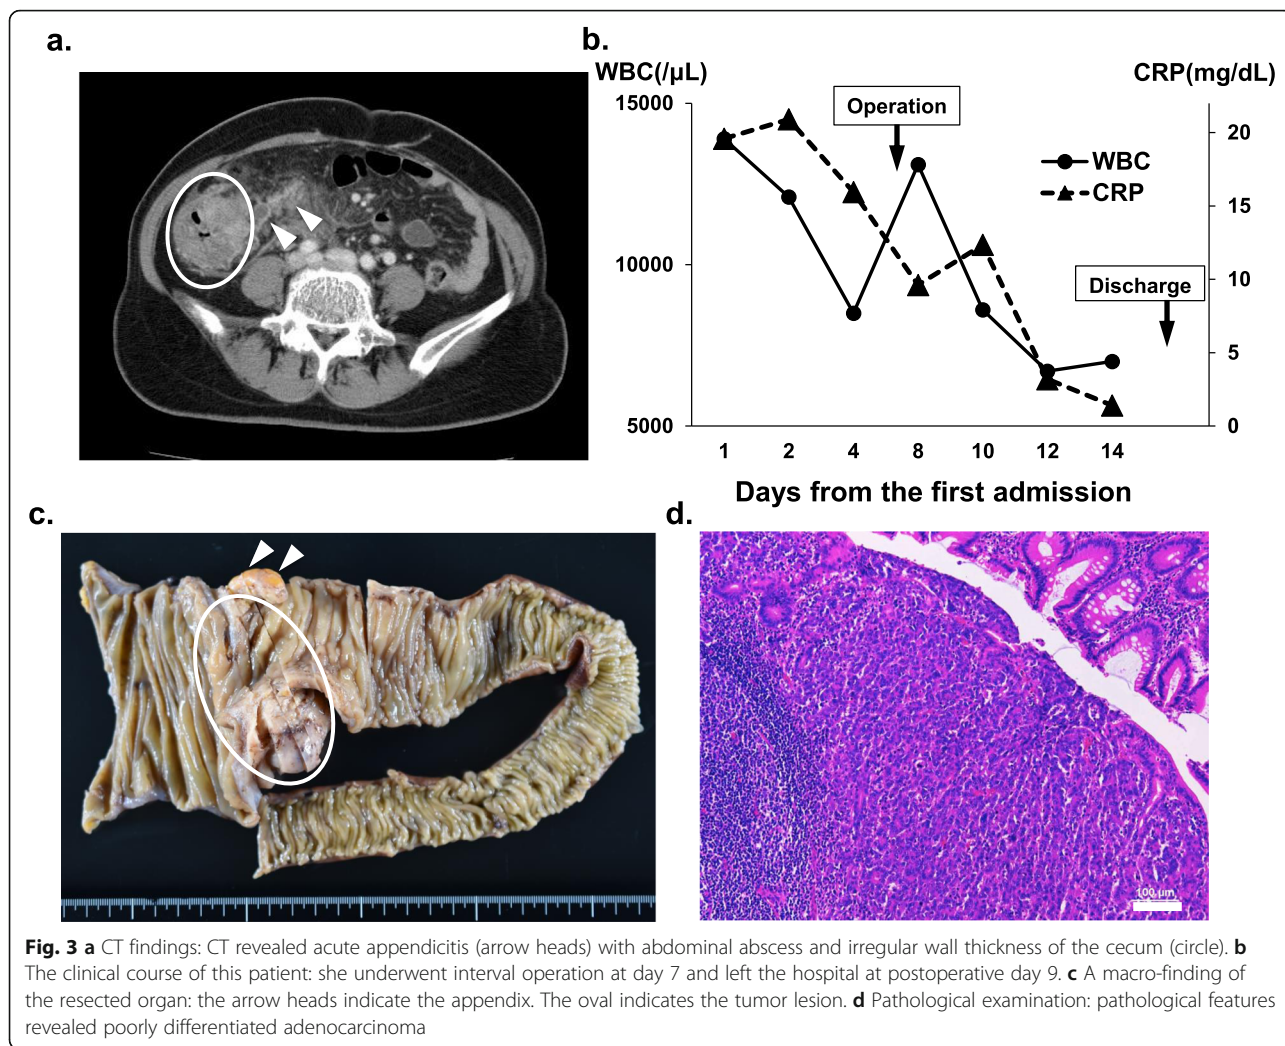 a.
b.
WBC(/μL)
CRP(mg/dL)
15000
10000
5000
20
15
10
5
0
Operation
WBC
CRP
Discharge
1 2 4 8 10 12 14
Days from the first admission
c.
d.
100 μm
Fig. 3 a CT findings: CT revealed acute appendicitis (arrow heads) with abdominal abscess and irregular wall thickness of the cecum (circle). b
The clinical course of this patient: she underwent interval operation at day 7 and left the hospital at postoperative day 9. c A macro-finding of
the resected organ: the arrow heads indicate the appendix. The oval indicates the tumor lesion. d Pathological examination: pathological features
revealed poorly differentiated adenocarcinoma